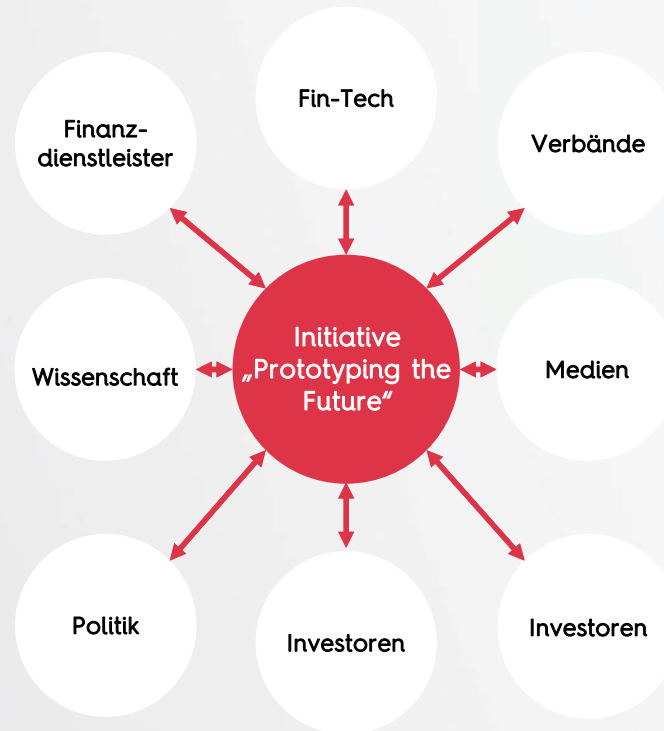 Fin-Tech
Finanz-
dienstleister
Verbände
Initiative
„Prototyping the
Future“
Wissenschaft
Medien
Politik
Investoren
Investoren